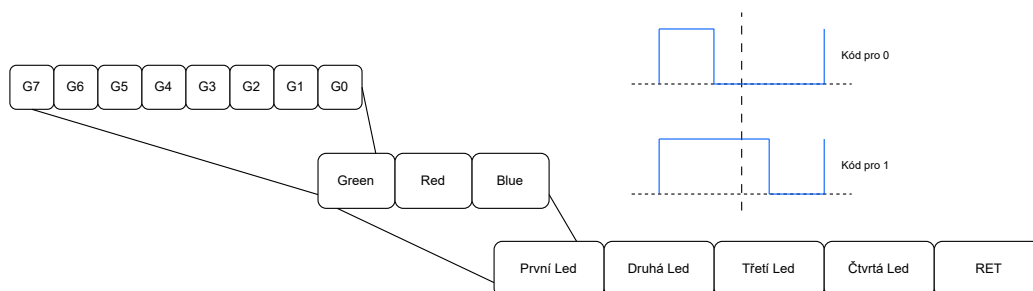 Kód pro 0
G7 G6 G5 G4 G3 G2 G1 G0
Kód pro 1
Green Red Blue
První Led Druhá Led Třetí Led Čtvrtá Led RET